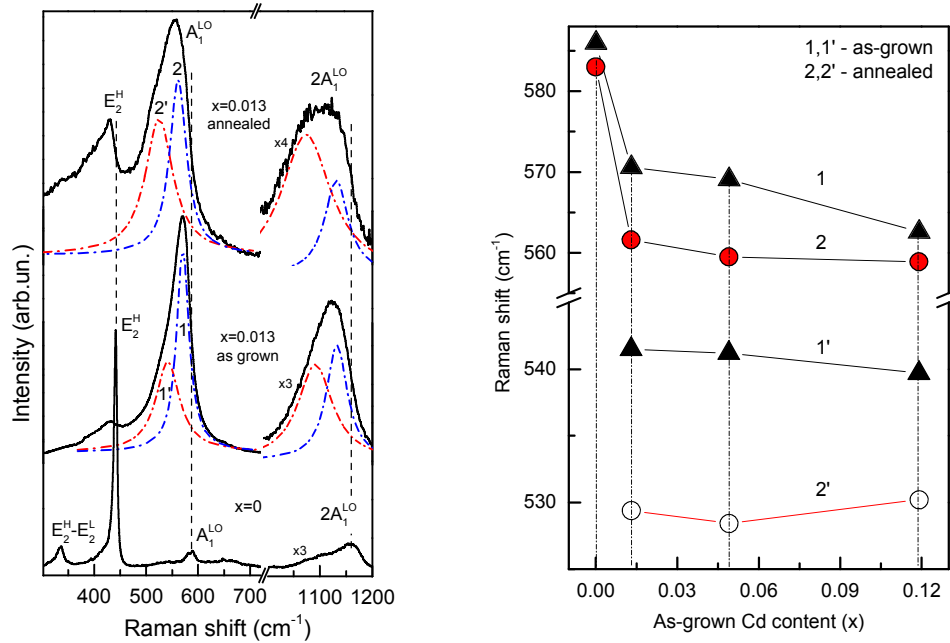 A₁ᴸᴼ
2
E₂ᴴ
2'
x=0.013
annealed
2A₁ᴸᴼ
x4
E₂ᴴ
x=0.013
as grown
1
1'
x3
x=0
E₂ᴴ-E₂ᴸ
A₁ᴸᴼ
2A₁ᴸᴼ
x3
Intensity (arb.un.)
400 500 600 700 1100 1200
Raman shift (cm⁻¹)
1,1' - as-grown
2,2' - annealed
580
570
560
540
530
1
2
1'
2'
Raman shift (cm⁻¹)
0.00 0.03 0.06 0.09 0.12
As-grown Cd content (x)